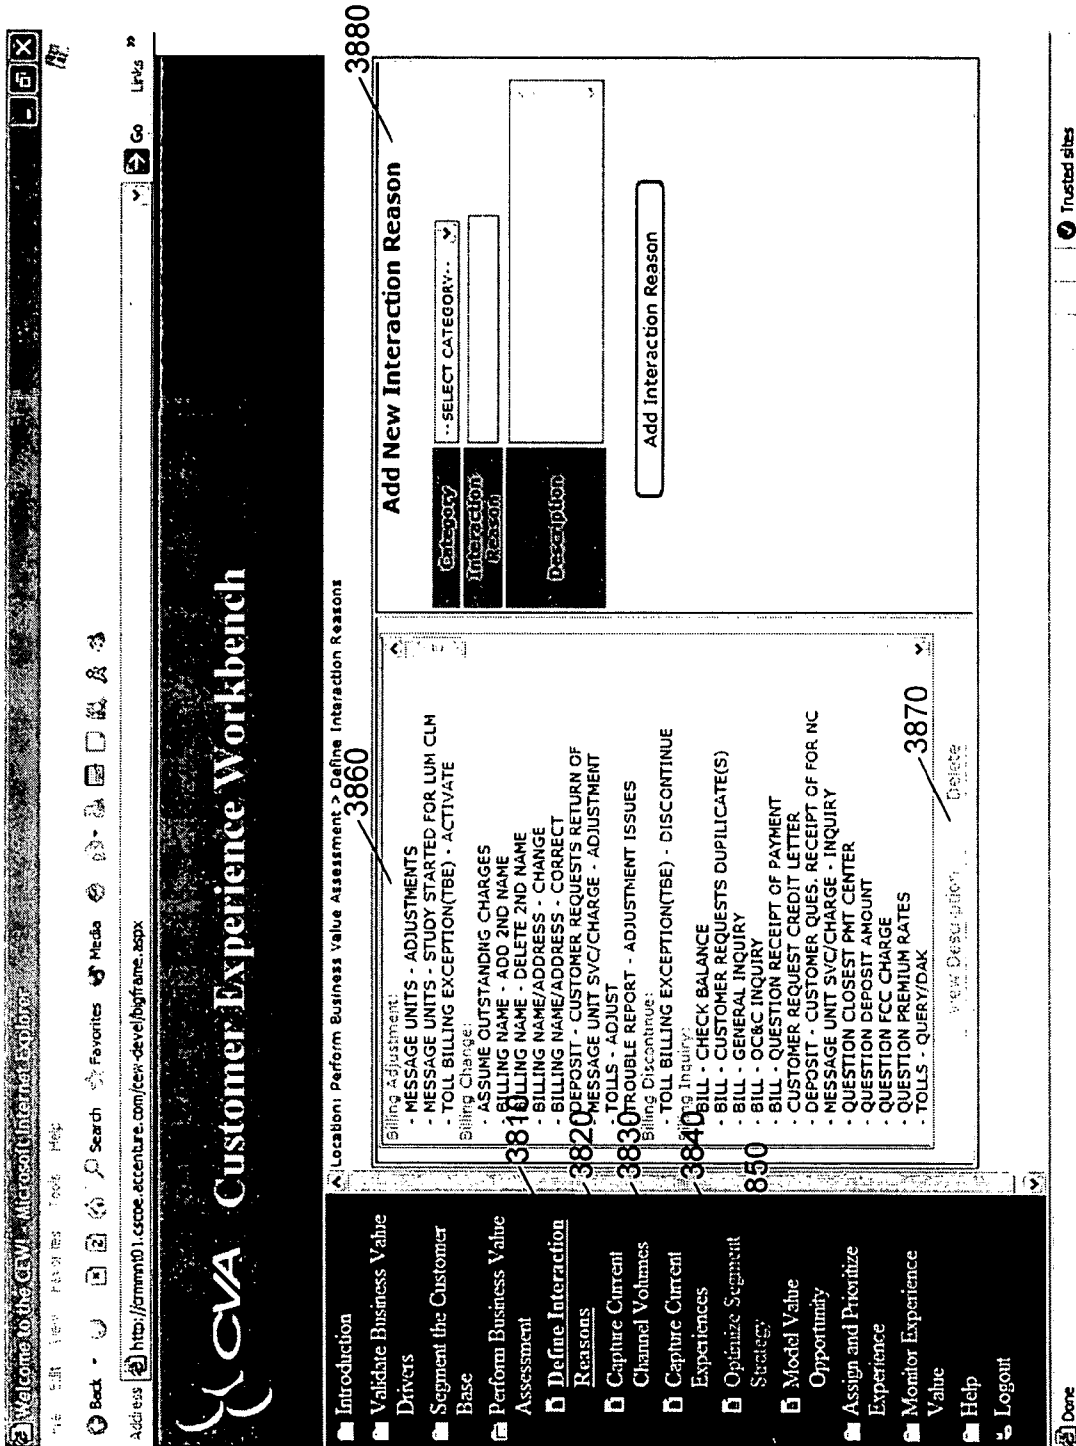 Welcome to the CEW! - Microsoft Internet Explorer
Edit View Favorites Tools Help
Back Search Favorites Media
Address http://crmnnt01.cscoe.accenture.com/cew-devel/bigframe.aspx Go Links »
CVA Customer Experience Workbench
Introduction
Validate Business Value
Drivers
Segment the Customer
Base
Perform Business Value
Assessment
Define Interaction
Reasons
Capture Current
Channel Volumes
Capture Current
Experiences
Optimize Segment
Strategy
Model Value
Opportunity
Assign and Prioritize
Experience
Monitor Experience
Value
Help
Logout
3810
3820
3830
3840
850
Location: Perform Business Value Assessment > Define Interaction Reasons
3860
Billing Adjustment:
- MESSAGE UNITS - ADJUSTMENTS
- MESSAGE UNITS - STUDY STARTED FOR LUM CLM
- TOLL BILLING EXCEPTION(TBE) - ACTIVATE
Billing Change:
- ASSUME OUTSTANDING CHARGES
- BILLING NAME - ADD 2ND NAME
BILLING NAME - DELETE 2ND NAME
- BILLING NAME/ADDRESS - CHANGE
- BILLING NAME/ADDRESS - CORRECT
DEPOSIT - CUSTOMER REQUESTS RETURN OF
MESSAGE UNIT SVC/CHARGE - ADJUSTMENT
- TOLLS - ADJUST
TROUBLE REPORT - ADJUSTMENT ISSUES
Billing Discontinue:
- TOLL BILLING EXCEPTION(TBE) - DISCONTINUE
Billing Inquiry:
BILL - CHECK BALANCE
- BILL - CUSTOMER REQUESTS DUPILICATE(S)
- BILL - GENERAL INQUIRY
- BILL - OC&C INQUIRY
- BILL - QUESTION RECEIPT OF PAYMENT
- CUSTOMER REQUEST CREDIT LETTER
- DEPOSIT - CUSTOMER QUES. RECEIPT OF FOR NC
- MESSAGE UNIT SVC/CHARGE - INQUIRY
- QUESTION CLOSEST PMT CENTER
- QUESTION DEPOSIT AMOUNT
- QUESTION FCC CHARGE
- QUESTION PREMIUM RATES
- TOLLS - QUERY/DAK
3870
View Description Delete
3880
Add New Interaction Reason
Category --SELECT CATEGORY--
Interaction
Reason
Description
Add Interaction Reason
Done Trusted sites